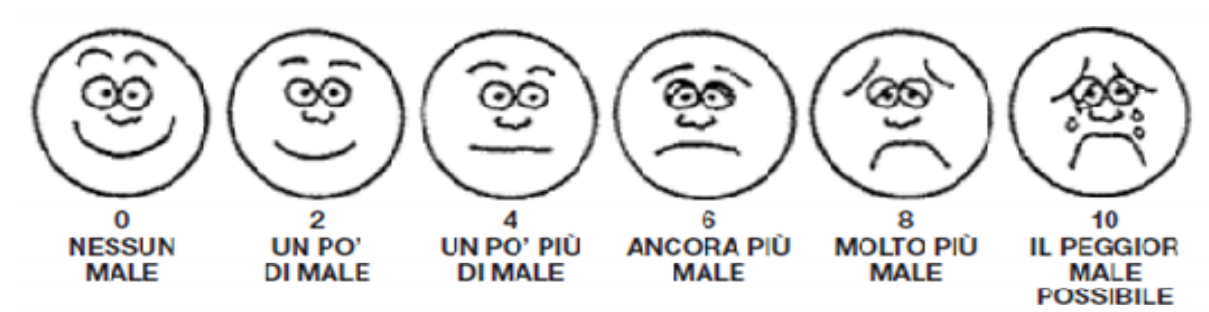 0
NESSUN
MALE
2
UN PO'
DI MALE
4
UN PO' PIÙ
DI MALE
6
ANCORA PIÙ
MALE
8
MOLTO PIÙ
MALE
10
IL PEGGIOR
MALE
POSSIBILE